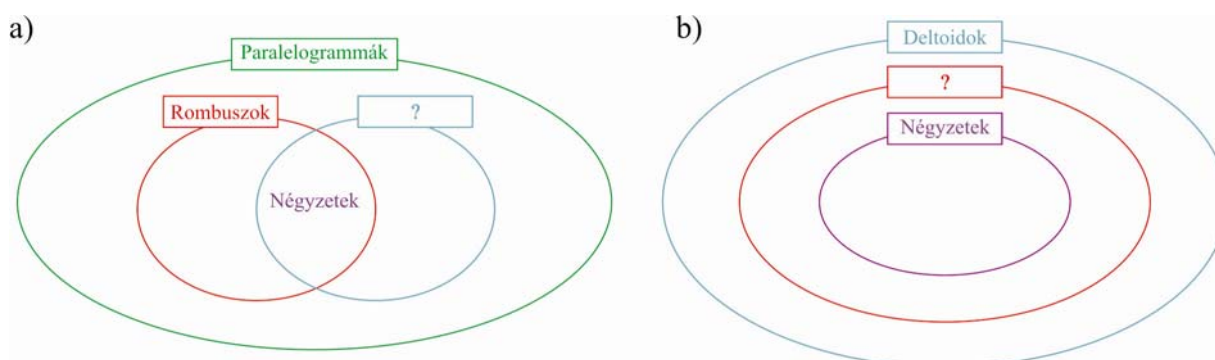 a)
Paralelogrammák
Rombuszok
?
Négyzetek
b)
Deltoidok
?
Négyzetek